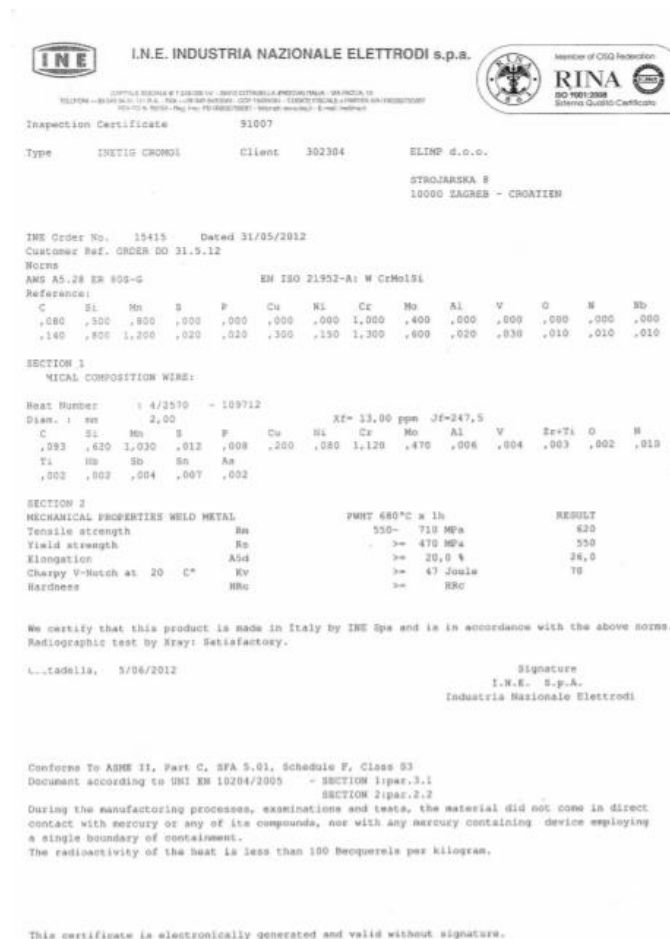 INE
I.N.E. INDUSTRIA NAZIONALE ELETTRODI s.p.a.
RINA
1861
Member of CISQ Federation
RINA
ISO 9001:2008
Sistema Qualità Certificato
Inspection Certificate 91007
Type INETIG CROMO1 Client 302304 ELIMP d.o.o.
STROJARSKA 8
10000 ZAGREB - CROATIEN
INE Order No. 15415 Dated 31/05/2012
Customer Ref. ORDER DD 31.5.12
Norms
AWS A5.28 ER 80S-G EN ISO 21952-A: W CrMo1Si
Reference:
C Si Mn S P Cu Ni Cr Mo Al V O N Nb
,080 ,500 ,800 ,000 ,000 ,000 ,000 1,000 ,400 ,000 ,000 ,000 ,000 ,000
,140 ,800 1,200 ,020 ,020 ,300 ,150 1,300 ,600 ,020 ,030 ,010 ,010 ,010
SECTION 1
MICAL COMPOSITION WIRE:
Heat Number : 4/2570 - 109712
Diam. : mm 2,00 Xf= 13,00 ppm Jf=247,5
C Si Mn S P Cu Ni Cr Mo Al V Zr+Ti O N
,093 ,620 1,030 ,012 ,008 ,200 ,080 1,120 ,470 ,006 ,004 ,003 ,002 ,010
Ti Nb Sb Sn As
,002 ,002 ,004 ,007 ,002
SECTION 2
MECHANICAL PROPERTIES WELD METAL PWHT 680°C x 1h RESULT
Tensile strength Rm 550- 710 MPa 620
Yield strength Rs >= 470 MPa 550
Elongation A5d >= 20,0 % 26,0
Charpy V-Notch at 20 C° Kv >= 47 Joule 70
Hardness HRc >= HRc
We certify that this product is made in Italy by INE Spa and is in accordance with the above norms.
Radiographic test by Xray: Satisfactory.
tadella, 5/06/2012 Signature
I.N.E. S.p.A.
Industria Nazionale Elettrodi
Conforms To ASME II, Part C, SFA 5.01, Schedule F, Class S3
Document according to UNI EN 10204/2005 - SECTION 1:par.3.1
SECTION 2:par.2.2
During the manufactoring processes, examinations and tests, the material did not come in direct
contact with mercury or any of its compounds, nor with any mercury containing device employing
a single boundary of containment.
The radioactivity of the heat is less than 100 Becquerels per kilogram.
This certificate is electronically generated and valid without signature.